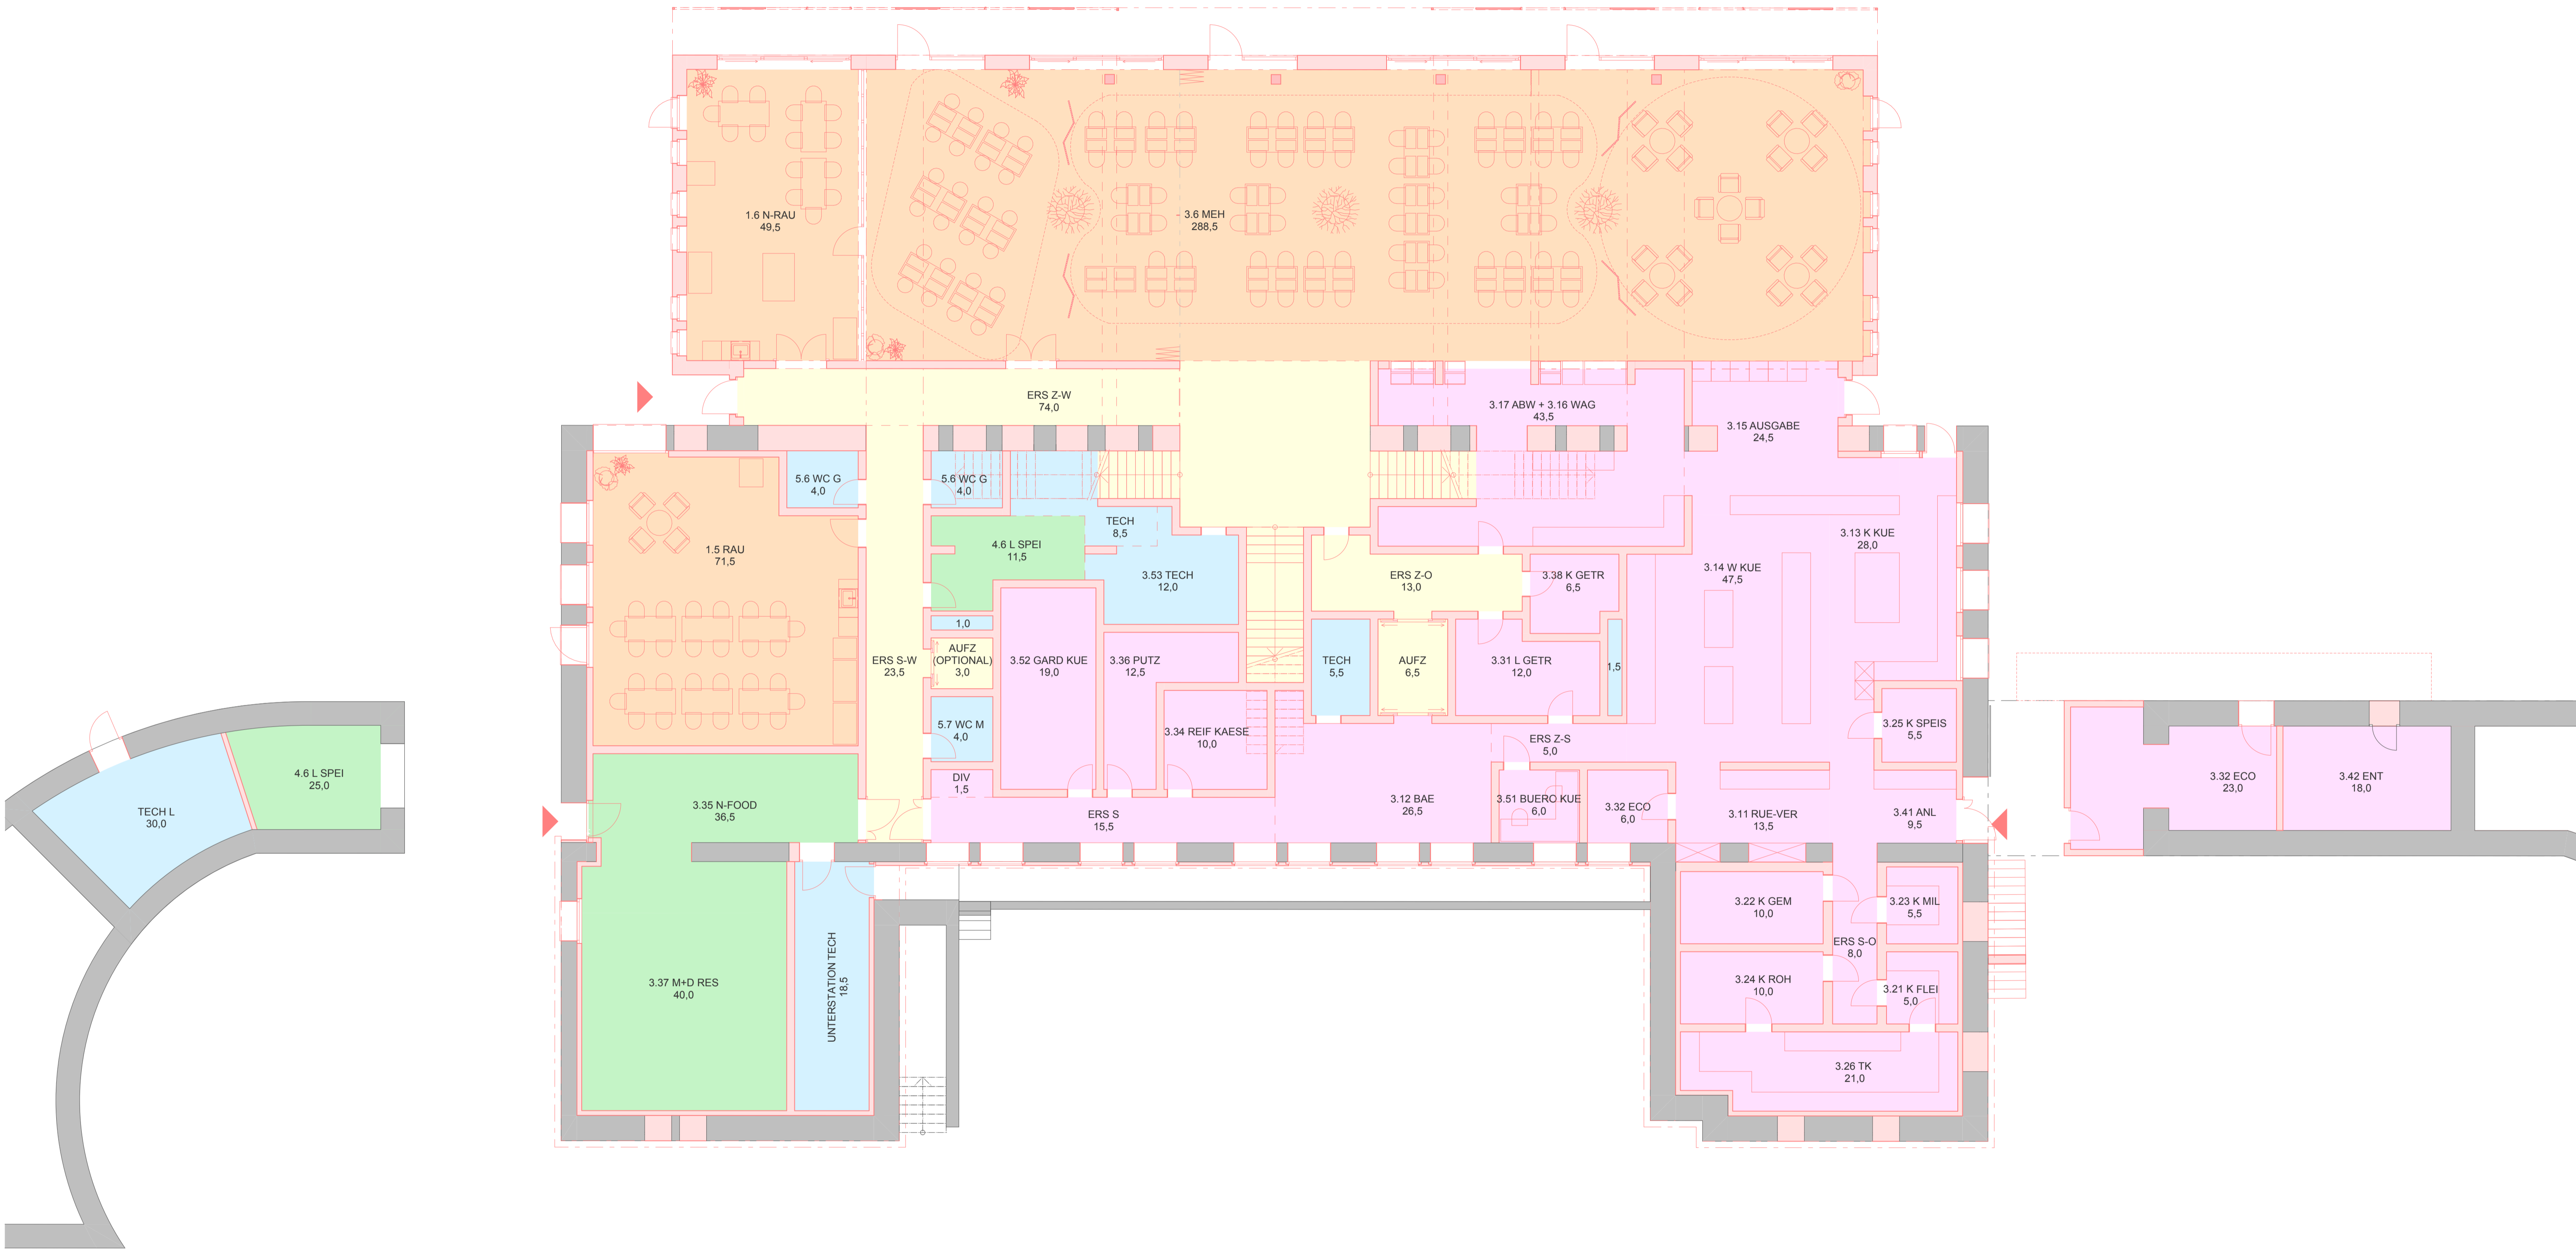 1.6 N-RAU
49,5
3.6 MEH
288,5
ERS Z-W
74,0
3.17 ABW + 3.16 WAG
43,5
3.15 AUSGABE
24,5
5.6 WC G
4,0
5.6 WC G
4,0
TECH
8,5
1.5 RAU
71,5
4.6 L SPEI
11,5
3.53 TECH
12,0
ERS Z-O
13,0
3.38 K GETR
6,5
3.13 K KUE
28,0
3.14 W KUE
47,5
1,0
ERS S-W
23,5
AUFZ
(OPTIONAL)
3,0
3.52 GARD KUE
19,0
3.36 PUTZ
12,5
TECH
5,5
AUFZ
6,5
3.31 L GETR
12,0
1,5
5.7 WC M
4,0
3.34 REIF KAESE
10,0
ERS Z-S
5,0
3.25 K SPEIS
5,5
4.6 L SPEI
25,0
TECH L
30,0
DIV
1,5
3.35 N-FOOD
36,5
ERS S
15,5
3.12 BAE
26,5
3.51 BUERO KUE
6,0
3.32 ECO
6,0
3.11 RUE-VER
13,5
3.41 ANL
9,5
3.32 ECO
23,0
3.42 ENT
18,0
3.22 K GEM
10,0
3.23 K MIL
5,5
ERS S-O
8,0
3.37 M+D RES
40,0
UNTERSTATION TECH
18,5
3.24 K ROH
10,0
3.21 K FLEI
5,0
3.26 TK
21,0